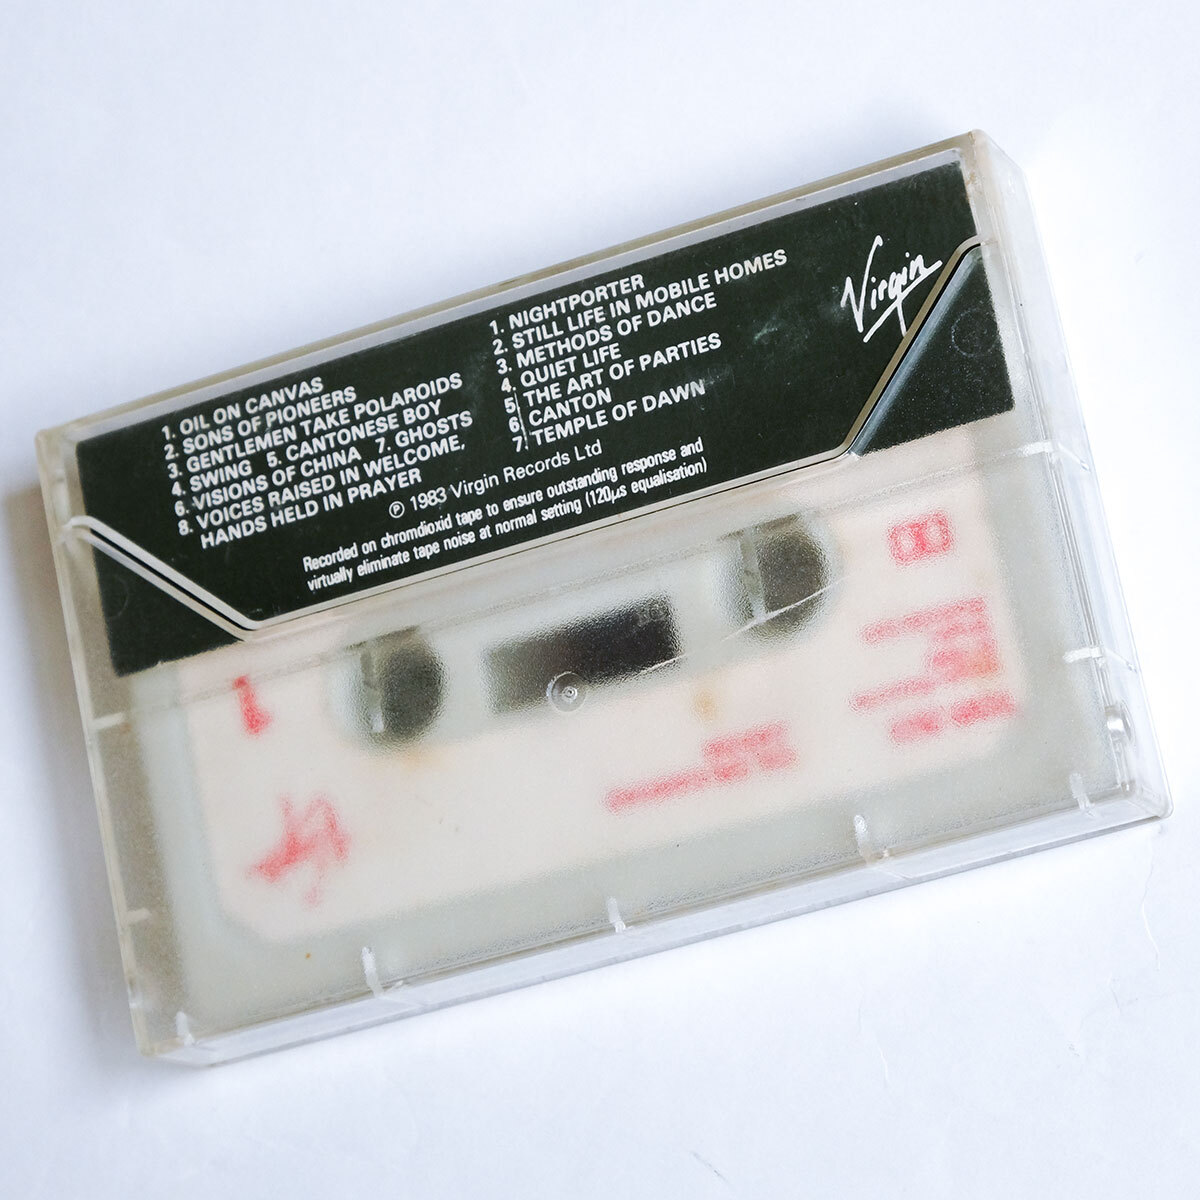 1. OIL ON CANVAS
2. SONS OF PIONEERS
3. GENTLEMEN TAKE POLAROIDS
4. SWING 5. CANTONESE BOY
6. VISIONS OF CHINA 7. GHOSTS
8. VOICES RAISED IN WELCOME,
HANDS HELD IN PRAYER
1. NIGHTPORTER
2. STILL LIFE IN MOBILE HOMES
3. METHODS OF DANCE
4. QUIET LIFE
5. THE ART OF PARTIES
6. CANTON
7. TEMPLE OF DAWN
℗ 1983 Virgin Records Ltd
Recorded on chromdioxid tape to ensure outstanding response and
virtually eliminate tape noise at normal setting (120µs equalisation)
Virgin